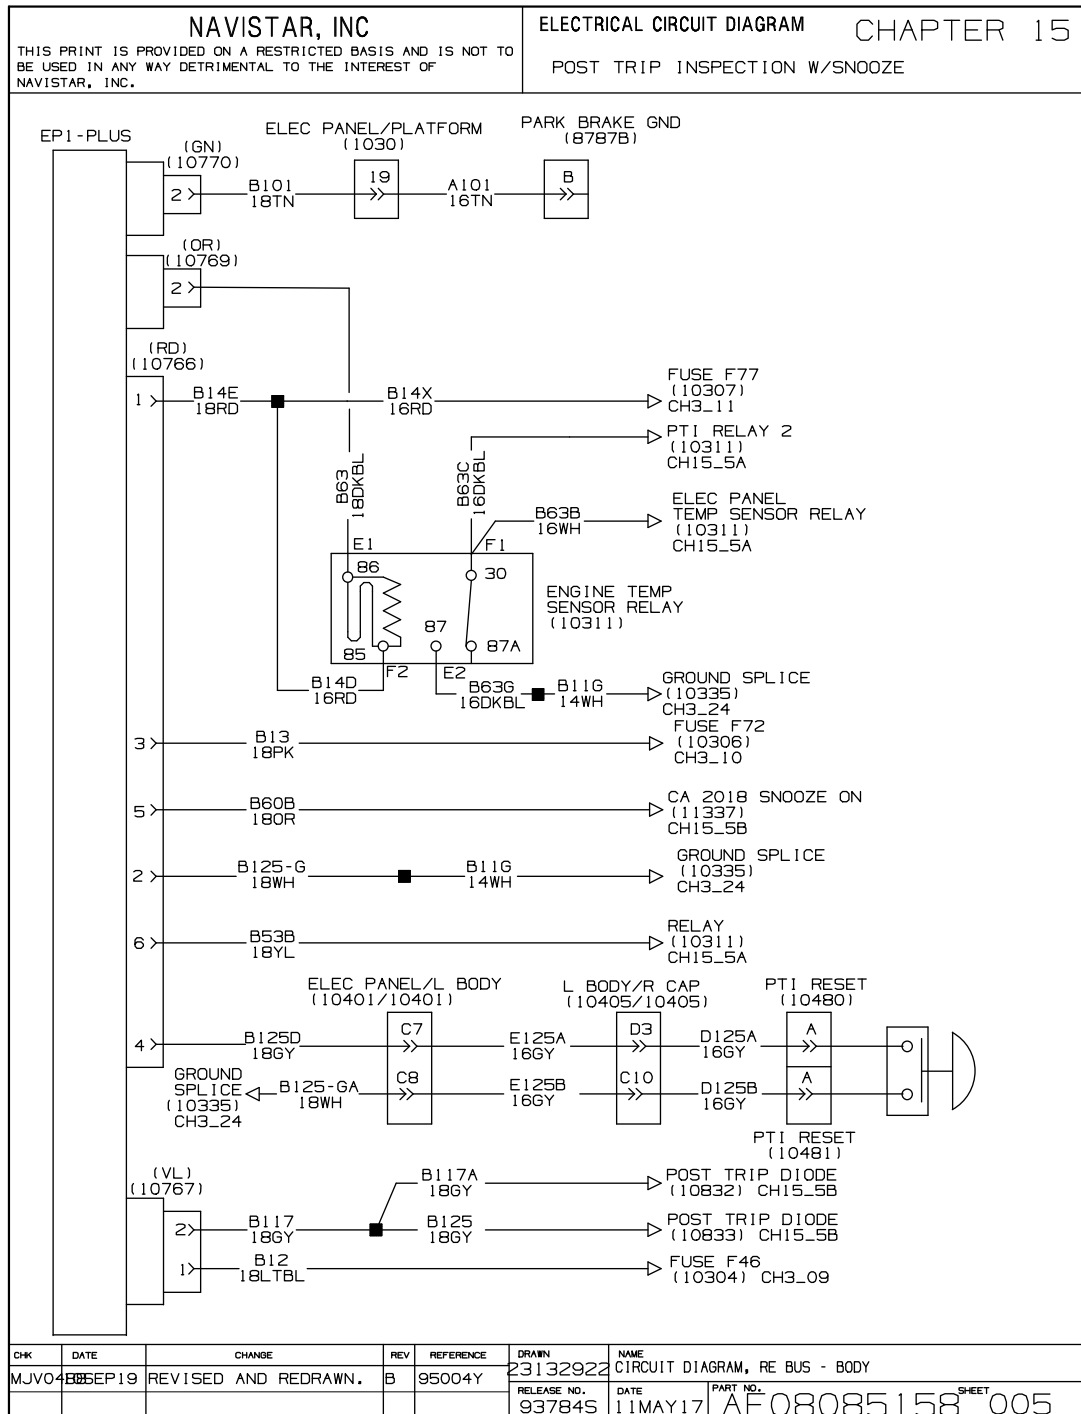 NAVISTAR, INC
THIS PRINT IS PROVIDED ON A RESTRICTED BASIS AND IS NOT TO
BE USED IN ANY WAY DETRIMENTAL TO THE INTEREST OF
NAVISTAR, INC.
ELECTRICAL CIRCUIT DIAGRAM
CHAPTER 15
POST TRIP INSPECTION W/SNOOZE
EP1-PLUS
(GN)
(10770)
2
B101
18TN
ELEC PANEL/PLATFORM
(1030)
19
A101
16TN
PARK BRAKE GND
(8787B)
B
(OR)
(10769)
2
(RD)
(10766)
1
B14E
18RD
B14X
16RD
FUSE F77
(10307)
CH3_11
PTI RELAY 2
(10311)
CH15_5A
B63
18DKBL
B63C
16DKBL
B63B
16WH
ELEC PANEL
TEMP SENSOR RELAY
(10311)
CH15_5A
E1
F1
86
30
87
85
87A
F2
E2
ENGINE TEMP
SENSOR RELAY
(10311)
B14D
16RD
B63G
16DKBL
B11G
14WH
GROUND SPLICE
(10335)
CH3_24
3
B13
18PK
FUSE F72
(10306)
CH3_10
5
B60B
18OR
CA 2018 SNOOZE ON
(11337)
CH15_5B
2
B125-G
18WH
B11G
14WH
GROUND SPLICE
(10335)
CH3_24
6
B53B
18YL
RELAY
(10311)
CH15_5A
ELEC PANEL/L BODY
(10401/10401)
L BODY/R CAP
(10405/10405)
PTI RESET
(10480)
4
B125D
18GY
C7
E125A
16GY
D3
D125A
16GY
A
GROUND
SPLICE
(10335)
CH3_24
B125-GA
18WH
C8
E125B
16GY
C10
D125B
16GY
A
PTI RESET
(10481)
(VL)
(10767)
B117A
18GY
POST TRIP DIODE
(10832) CH15_5B
2
B117
18GY
B125
18GY
POST TRIP DIODE
(10833) CH15_5B
1
B12
18LTBL
FUSE F46
(10304) CH3_09
CHK DATE CHANGE REV REFERENCE
05SEP19 REVISED AND REDRAWN. B 95004Y
DRAWN
23132922
NAME
CIRCUIT DIAGRAM, RE BUS - BODY
RELEASE NO.
93784S
DATE
11MAY17
PART NO.
AE08085158
SHEET
005